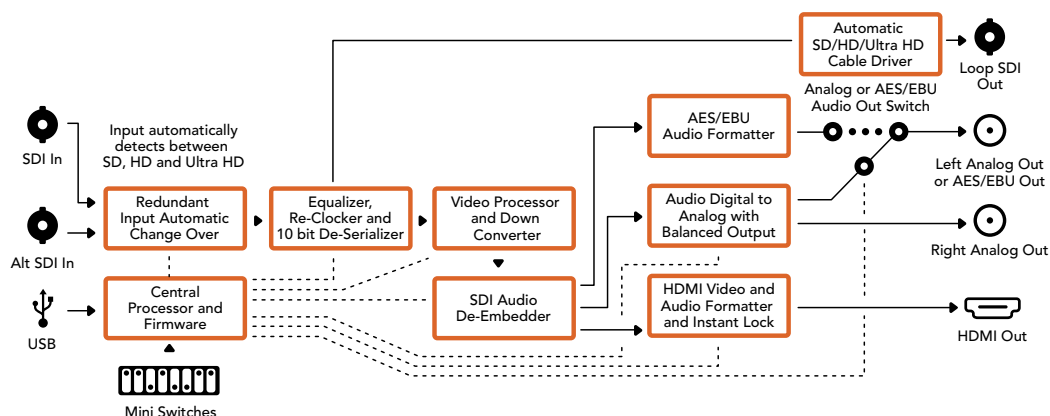 Automatic
SD/HD/Ultra HD
Cable Driver
Loop SDI
Out
Analog or AES/EBU
Audio Out Switch
SDI In
Input automatically
detects between
SD, HD and Ultra HD
AES/EBU
Audio Formatter
Left Analog Out
or AES/EBU Out
Alt SDI In
Redundant
Input Automatic
Change Over
Equalizer,
Re-Clocker and
10 bit De-Serializer
Video Processor
and Down
Converter
Audio Digital to
Analog with
Balanced Output
Right Analog Out
USB
Central
Processor and
Firmware
SDI Audio
De-Embedder
HDMI Video and
Audio Formatter
and Instant Lock
HDMI Out
Mini Switches